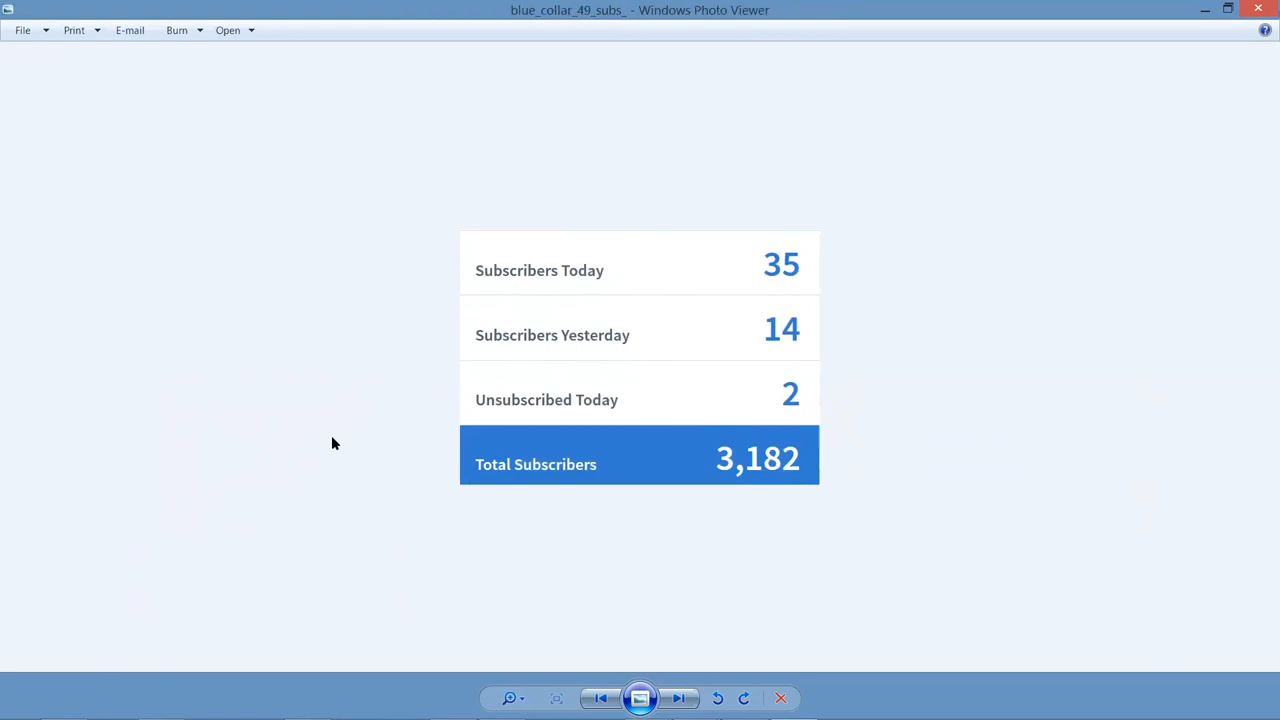 blue_collar_49_subs_ - Windows Photo Viewer
File Print E-mail Burn Open
Subscribers Today 35
Subscribers Yesterday 14
Unsubscribed Today 2
Total Subscribers 3,182